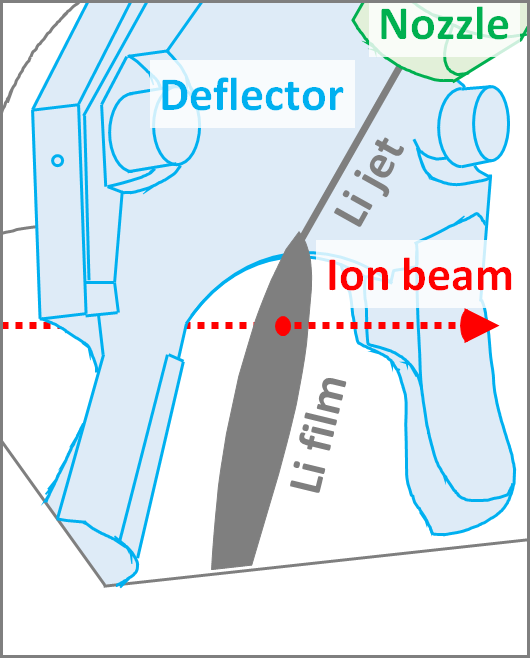 Nozzle
Deflector
Li jet
Ion beam
Li film